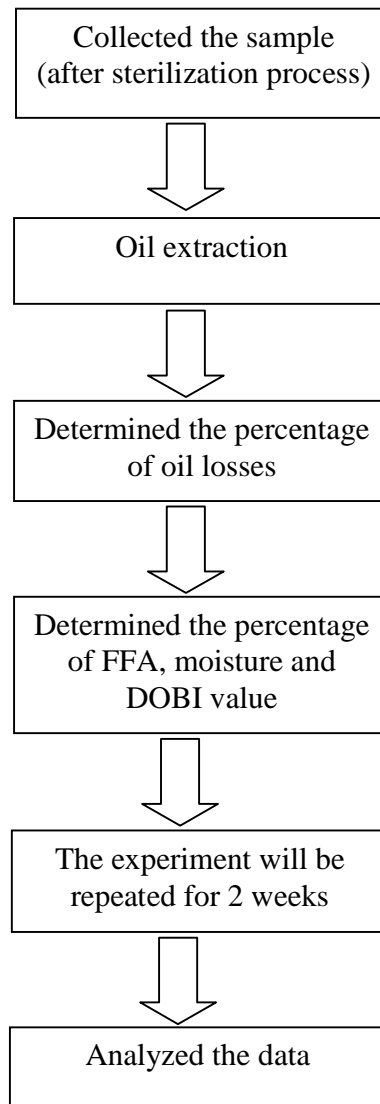 Collected the sample
(after sterilization process)
Oil extraction
Determined the percentage
of oil losses
Determined the percentage
of FFA, moisture and
DOBI value
The experiment will be
repeated for 2 weeks
Analyzed the data